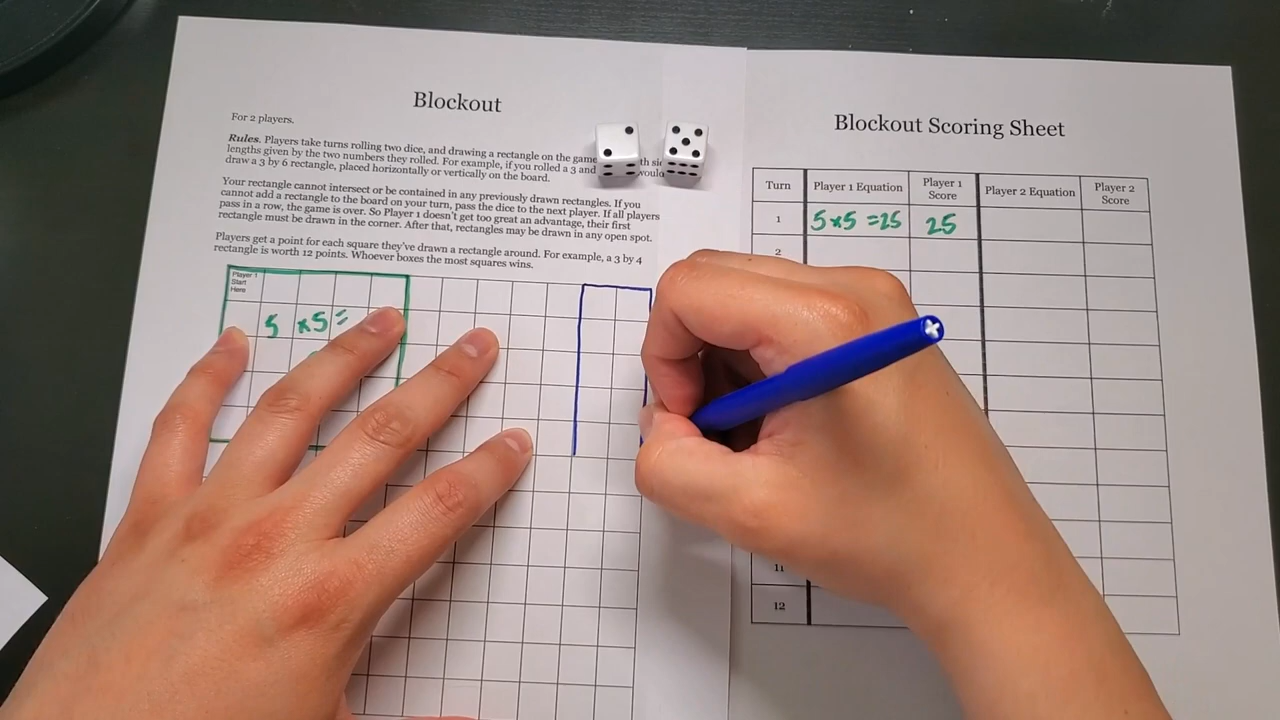 Blockout
For 2 players.
Rules. Players take turns rolling two dice, and drawing a rectangle on the game
lengths given by the two numbers they rolled. For example, if you rolled a 3 and
draw a 3 by 6 rectangle, placed horizontally or vertically on the board.
Your rectangle cannot intersect or be contained in any previously drawn rectangles. If you
cannot add a rectangle to the board on your turn, pass the dice to the next player. If all players
pass in a row, the game is over. So Player 1 doesn't get too great an advantage, their first
rectangle must be drawn in the corner. After that, rectangles may be drawn in any open spot.
Players get a point for each square they've drawn a rectangle around. For example, a 3 by 4
rectangle is worth 12 points. Whoever boxes the most squares wins.
Player 1
Start
Here
5 x5=
Blockout Scoring Sheet
Turn Player 1 Equation Player 1 Score Player 2 Equation Player 2 Score
1 5x5=25 25
2
11
12